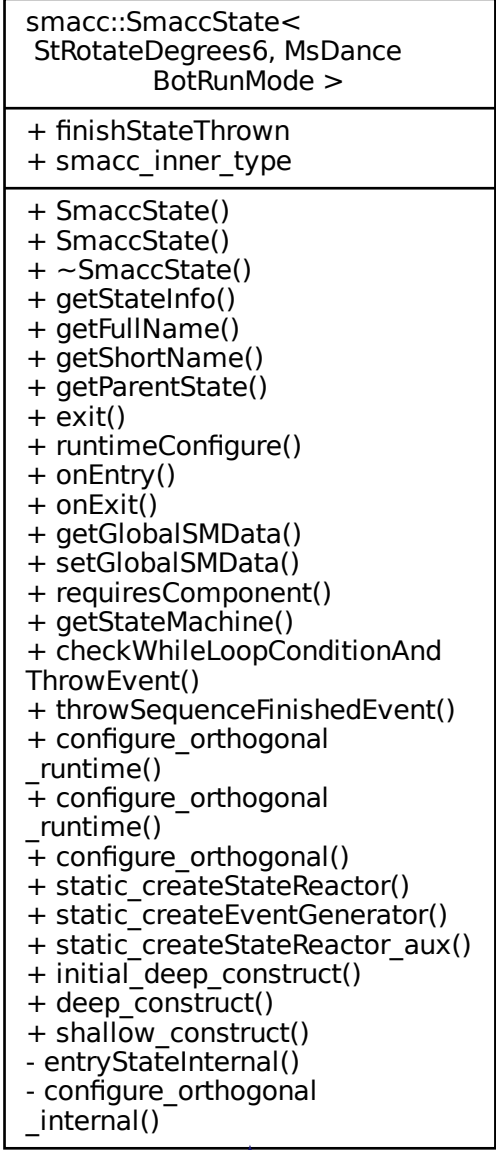 smacc::SmaccState<
StRotateDegrees6, MsDance
BotRunMode >
+ finishStateThrown
+ smacc_inner_type
+ SmaccState()
+ SmaccState()
+ ~SmaccState()
+ getStateInfo()
+ getFullName()
+ getShortName()
+ getParentState()
+ exit()
+ runtimeConfigure()
+ onEntry()
+ onExit()
+ getGlobalSMData()
+ setGlobalSMData()
+ requiresComponent()
+ getStateMachine()
+ checkWhileLoopConditionAnd
ThrowEvent()
+ throwSequenceFinishedEvent()
+ configure_orthogonal
_runtime()
+ configure_orthogonal
_runtime()
+ configure_orthogonal()
+ static_createStateReactor()
+ static_createEventGenerator()
+ static_createStateReactor_aux()
+ initial_deep_construct()
+ deep_construct()
+ shallow_construct()
- entryStateInternal()
- configure_orthogonal
_internal()